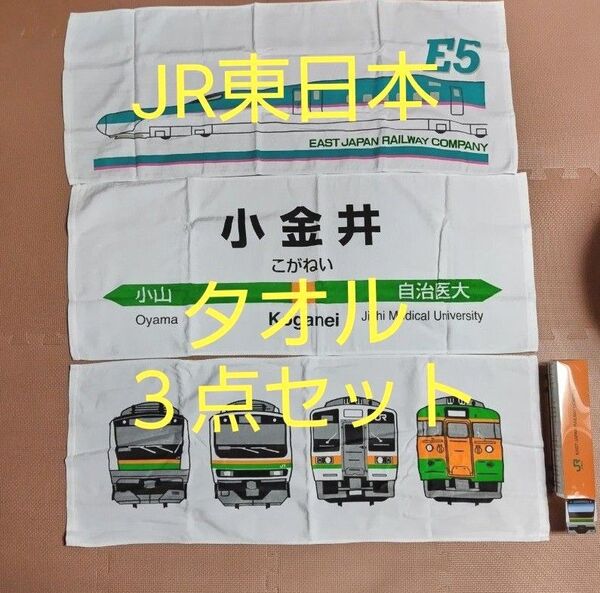 E5
JR東日本
EAST JAPAN RAILWAY COMPANY
小金井
こがねい
小山
自治医大
タオル
Oyama
Koganei
Jichi Medical University
3点セット
JR